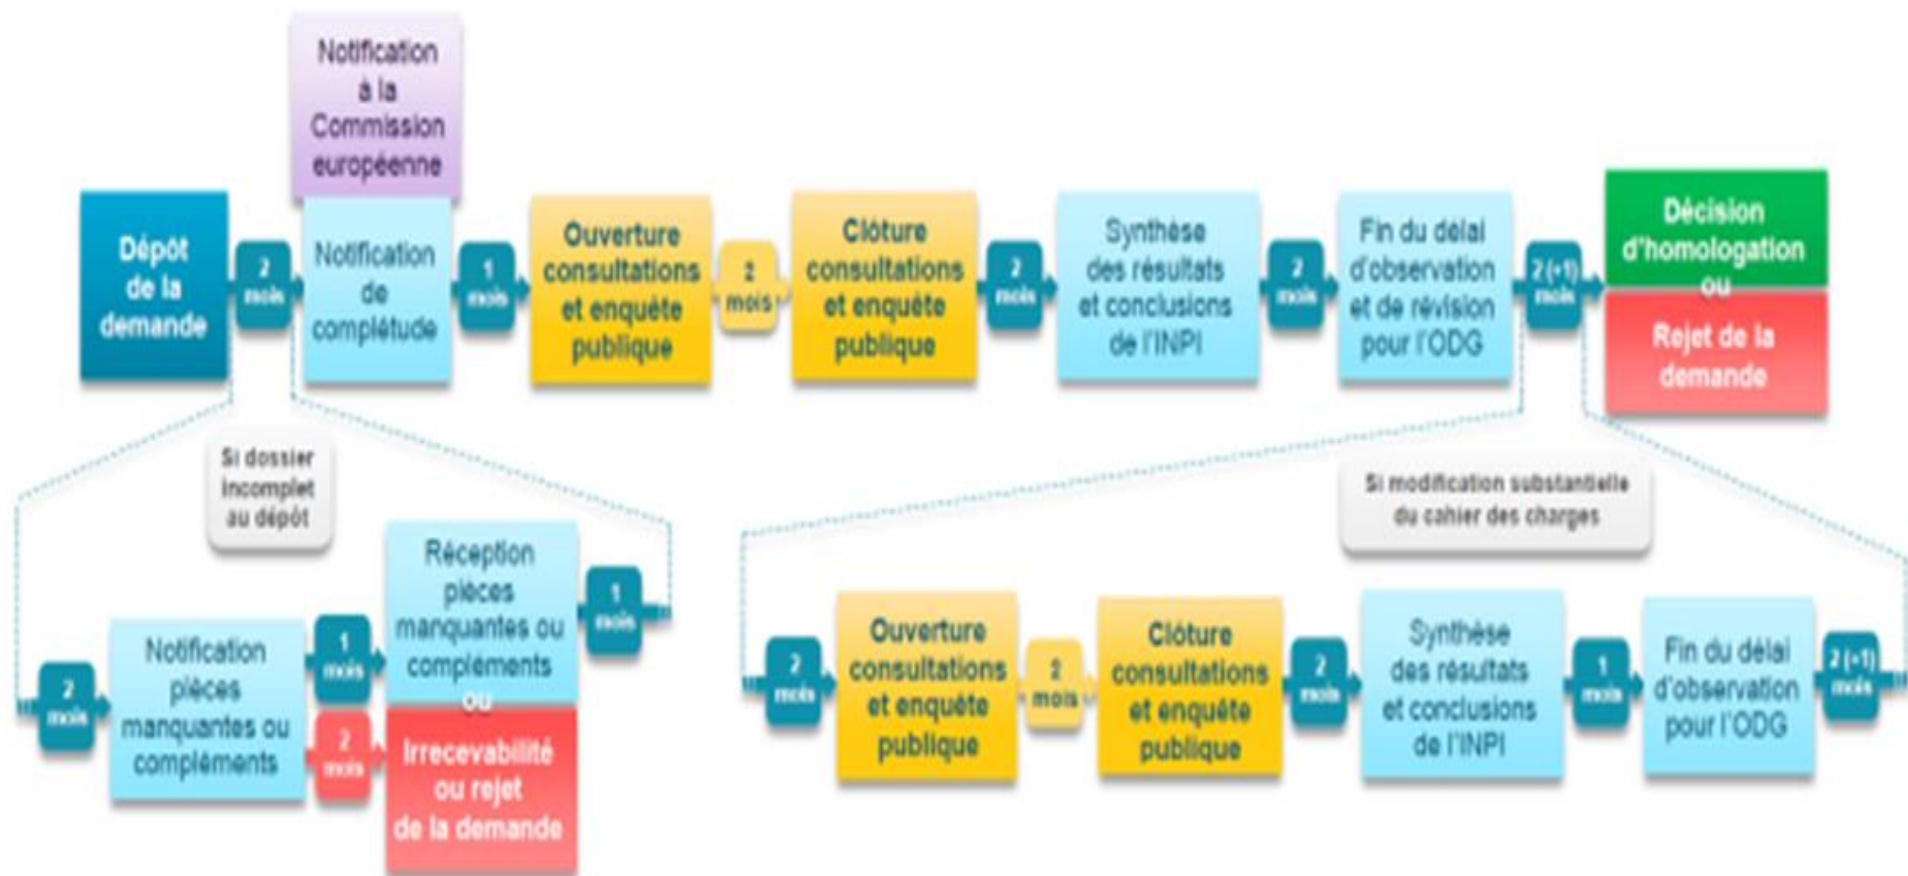 Notification
à la
Commission
européenne
Dépôt
de la
demande
2
mois
Notification
de
complétude
1
mois
Ouverture
consultations
et enquête
publique
2
mois
Clôture
consultations
et enquête
publique
2
mois
Synthèse
des résultats
et conclusions
de l'INPI
2
mois
Fin du délai
d'observation
et de révision
pour l'ODG
2 (+1)
mois
Décision
d'homologation
ou
Rejet de la
demande
Si dossier
incomplet
au dépôt
2
mois
Notification
pièces
manquantes ou
compléments
1
mois
2
mois
Réception
pièces
manquantes ou
compléments
ou
Irrecevabilité
ou rejet
de la demande
1
mois
Si modification substantielle
du cahier des charges
2
mois
Ouverture
consultations
et enquête
publique
2
mois
Clôture
consultations
et enquête
publique
2
mois
Synthèse
des résultats
et conclusions
de l'INPI
1
mois
Fin du délai
d'observation
pour l'ODG
2 (+1)
mois